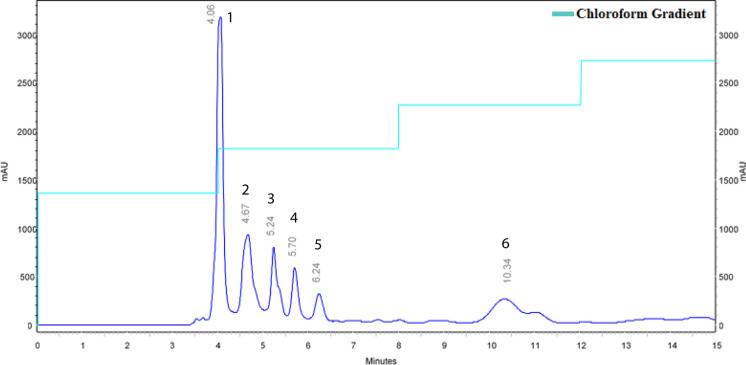 Chloroform Gradient
4.06 1
3000 3000
2500 2500
2000 2000
mAU mAU
1500 1500
2 3 4 5 6
4.67 5.24 5.70 6.24 10.34
1000 1000
500 500
0 0
0 1 2 3 4 5 6 7 8 9 10 11 12 13 14 15
Minutes